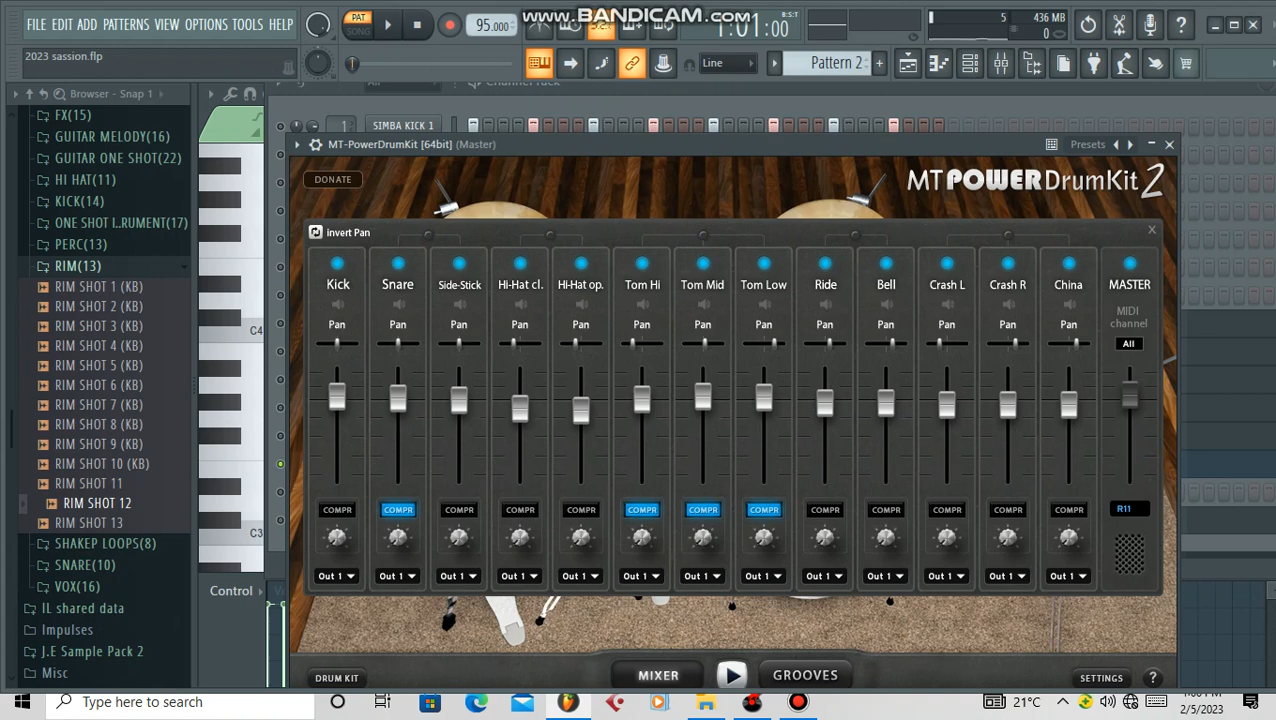 FILE EDIT ADD PATTERNS VIEW OPTIONS TOOLS HELP
PAT
SONG
95.000
www.BANDICAM.com
1:01:00
B:S:T
5
436 MB
0
2023 sassion.flp
Line
Pattern 2
Browser - Snap 1
FX(15)
GUITAR MELODY(16)
GUITAR ONE SHOT(22)
HI HAT(11)
KICK(14)
ONE SHOT I..RUMENT(17)
PERC(13)
RIM(13)
RIM SHOT 1 (KB)
RIM SHOT 2 (KB)
RIM SHOT 3 (KB)
RIM SHOT 4 (KB)
RIM SHOT 5 (KB)
RIM SHOT 6 (KB)
RIM SHOT 7 (KB)
RIM SHOT 8 (KB)
RIM SHOT 9 (KB)
RIM SHOT 10 (KB)
RIM SHOT 11
RIM SHOT 12
RIM SHOT 13
SHAKEP LOOPS(8)
SNARE(10)
VOX(16)
IL shared data
Impulses
J.E Sample Pack 2
Misc
C4
C3
Control
1
SIMBA KICK 1
MT-PowerDrumKit [64bit] (Master)
Presets
DONATE
MT POWER DrumKit 2
invert Pan
x
Kick Snare Side-Stick Hi-Hat cl. Hi-Hat op. Tom Hi Tom Mid Tom Low Ride Bell Crash L Crash R China MASTER
Pan Pan Pan Pan Pan Pan Pan Pan Pan Pan Pan Pan Pan MIDI channel
All
COMPR COMPR COMPR COMPR COMPR COMPR COMPR COMPR COMPR COMPR COMPR COMPR COMPR R11
Out 1 Out 1 Out 1 Out 1 Out 1 Out 1 Out 1 Out 1 Out 1 Out 1 Out 1 Out 1 Out 1
DRUM KIT MIXER GROOVES SETTINGS ?
Type here to search
21°C
2/5/2023